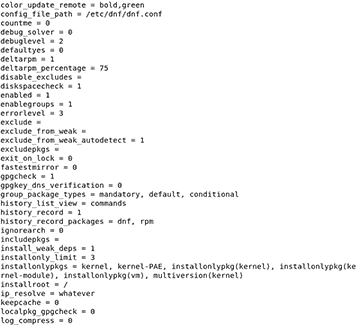 color_update_remote = bold,green
config_file_path = /etc/dnf/dnf.conf
countme = 0
debug_solver = 0
debuglevel = 2
defaultyes = 0
deltarpm = 1
deltarpm_percentage = 75
disable_excludes =
diskspacecheck = 1
enabled = 1
enablegroups = 1
errorlevel = 3
exclude =
exclude_from_weak =
exclude_from_weak_autodetect = 1
excludepkgs =
exit_on_lock = 0
fastestmirror = 0
gpgcheck = 1
gpgkey_dns_verification = 0
group_package_types = mandatory, default, conditional
history_list_view = commands
history_record = 1
history_record_packages = dnf, rpm
ignorearch = 0
includepkgs =
install_weak_deps = 1
installonly_limit = 3
installonlypkgs = kernel, kernel-PAE, installonlypkg(kernel), installonlypkg(ke
rnel-module), installonlypkg(vm), multiversion(kernel)
installroot = /
ip_resolve = whatever
keepcache = 0
localpkg_gpgcheck = 0
log_compress = 0